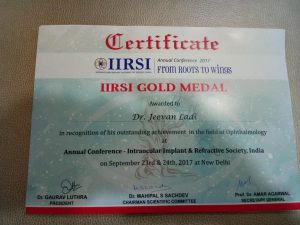 Certificate
IIRSI
Annual Conference 2017
FROM ROOTS TO WINGS
IIRSI GOLD MEDAL
Awarded to
Dr. Jeevan Ladi
in recognition of his outstanding achievement in the field of Ophthalmology
at
Annual Conference - Intraocular Implant & Refractive Society, India
on September 23rd & 24th, 2017 at New Delhi
Dr. GAURAV LUTHRA
PRESIDENT
Dr. MAHIPAL S SACHDEV
CHAIRMAN SCIENTIFIC COMMITTEE
Prof. Dr. AMAR AGARWAL
SECRETARY GENERAL